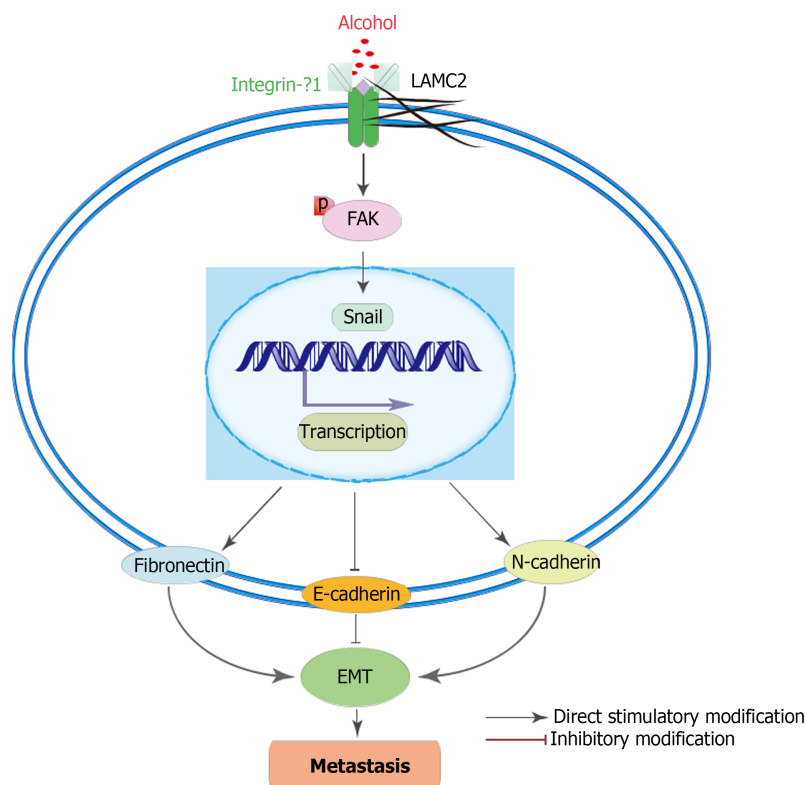 Alcohol
Integrin-?1
LAMC2
p
FAK
Snail
Transcription
Fibronectin
N-cadherin
E-cadherin
EMT
Direct stimulatory modification
Inhibitory modification
Metastasis